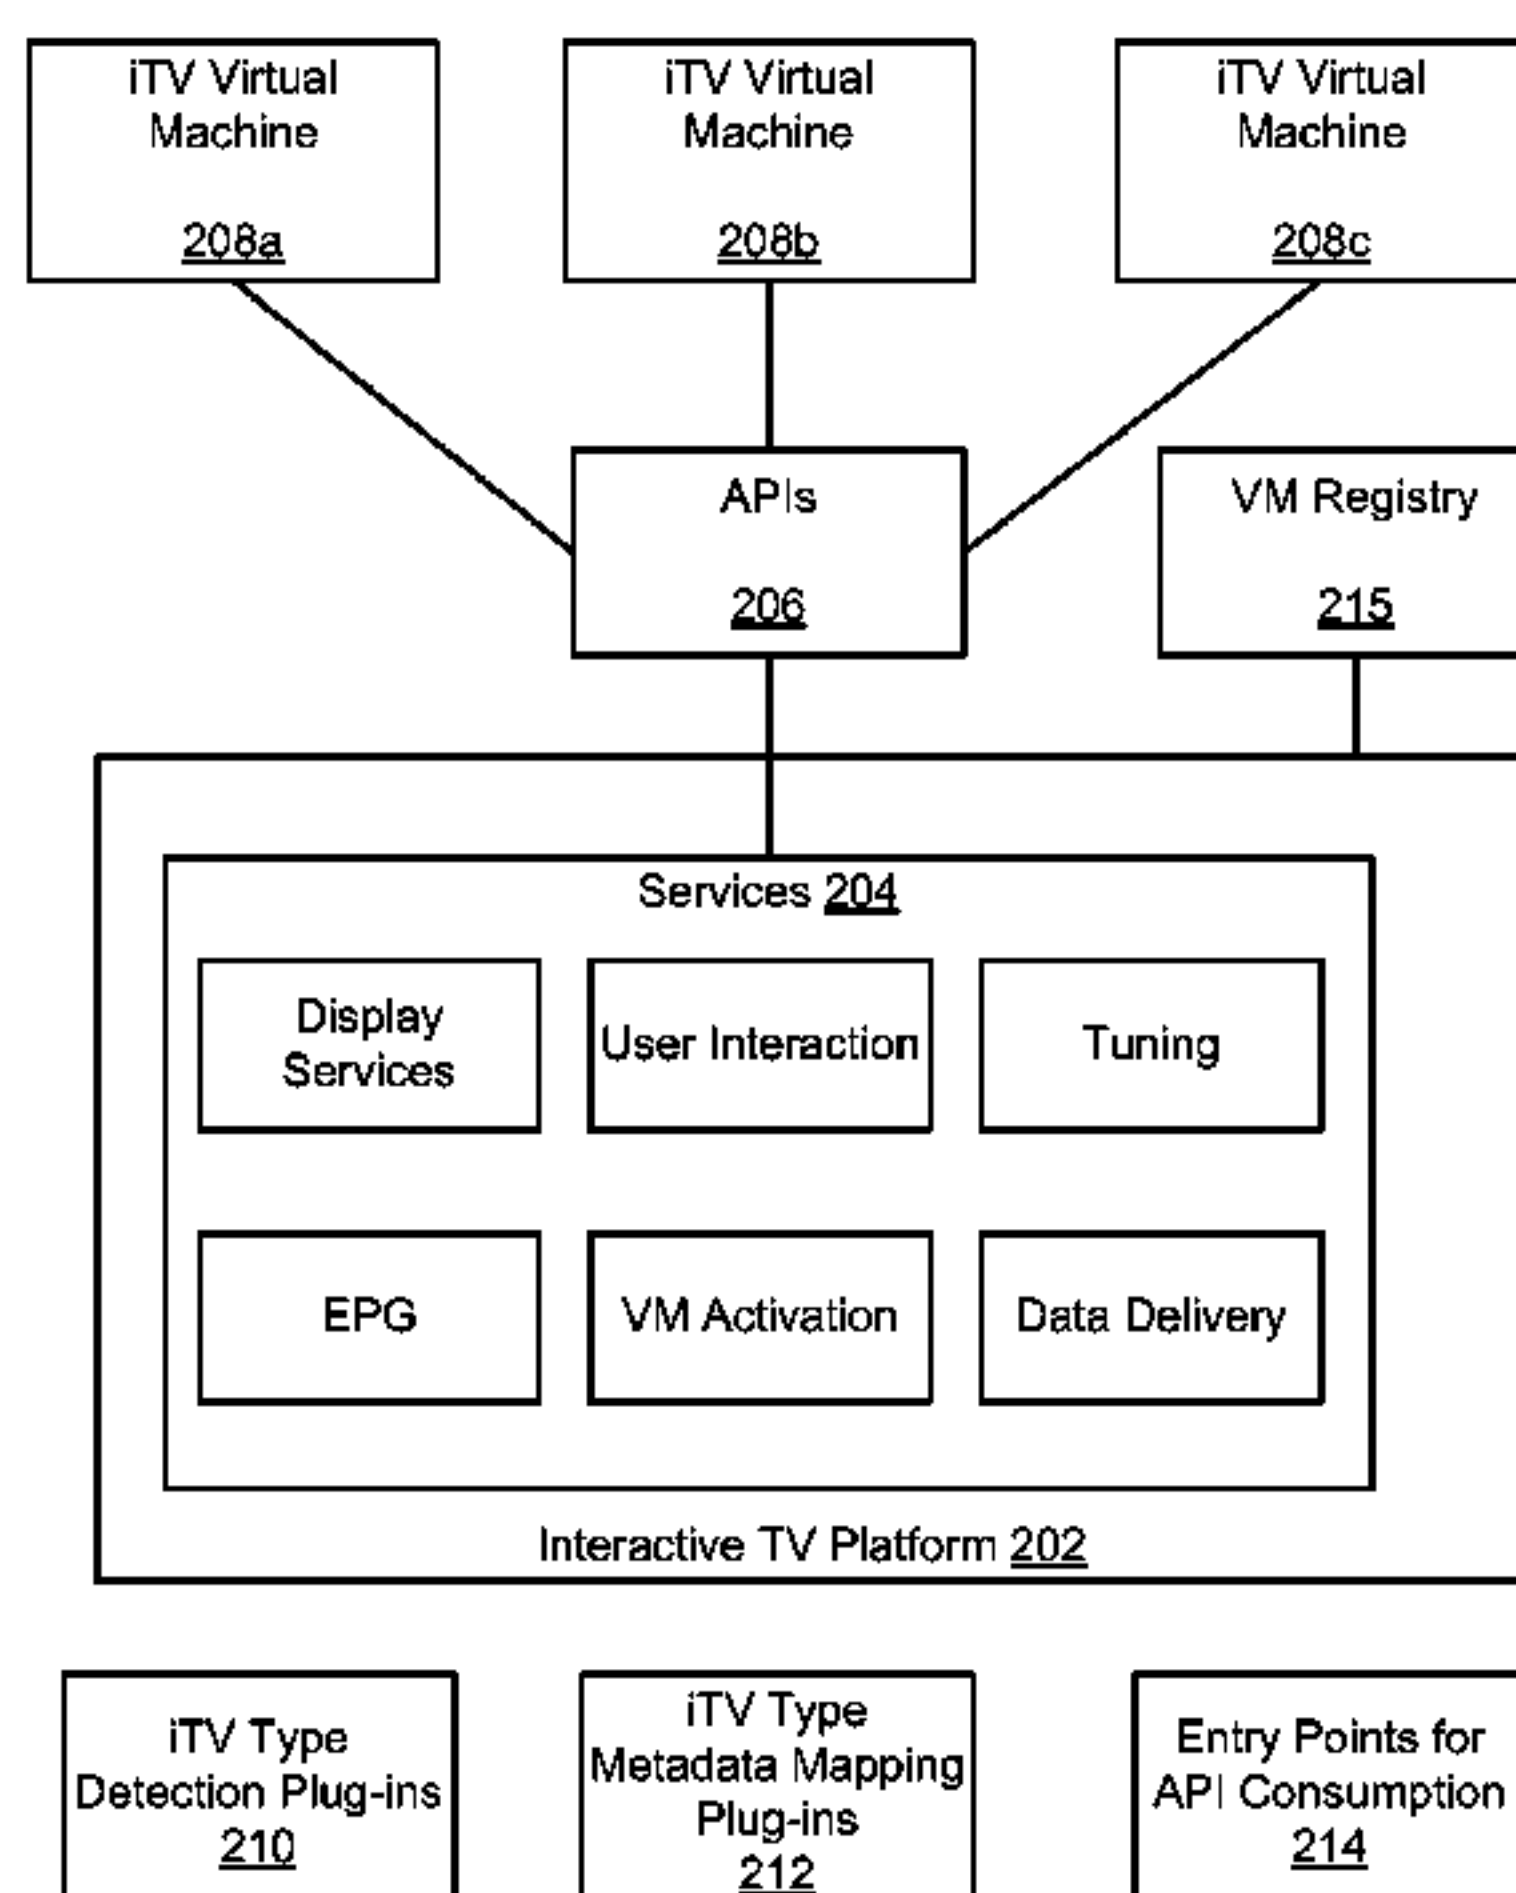 iTV Virtual
Machine
208a
iTV Virtual
Machine
208b
iTV Virtual
Machine
208c
APIs
206
VM Registry
215
Services 204
Display
Services
User Interaction
Tuning
EPG
VM Activation
Data Delivery
Interactive TV Platform 202
iTV Type
Detection Plug-ins
210
iTV Type
Metadata Mapping
Plug-ins
212
Entry Points for
API Consumption
214